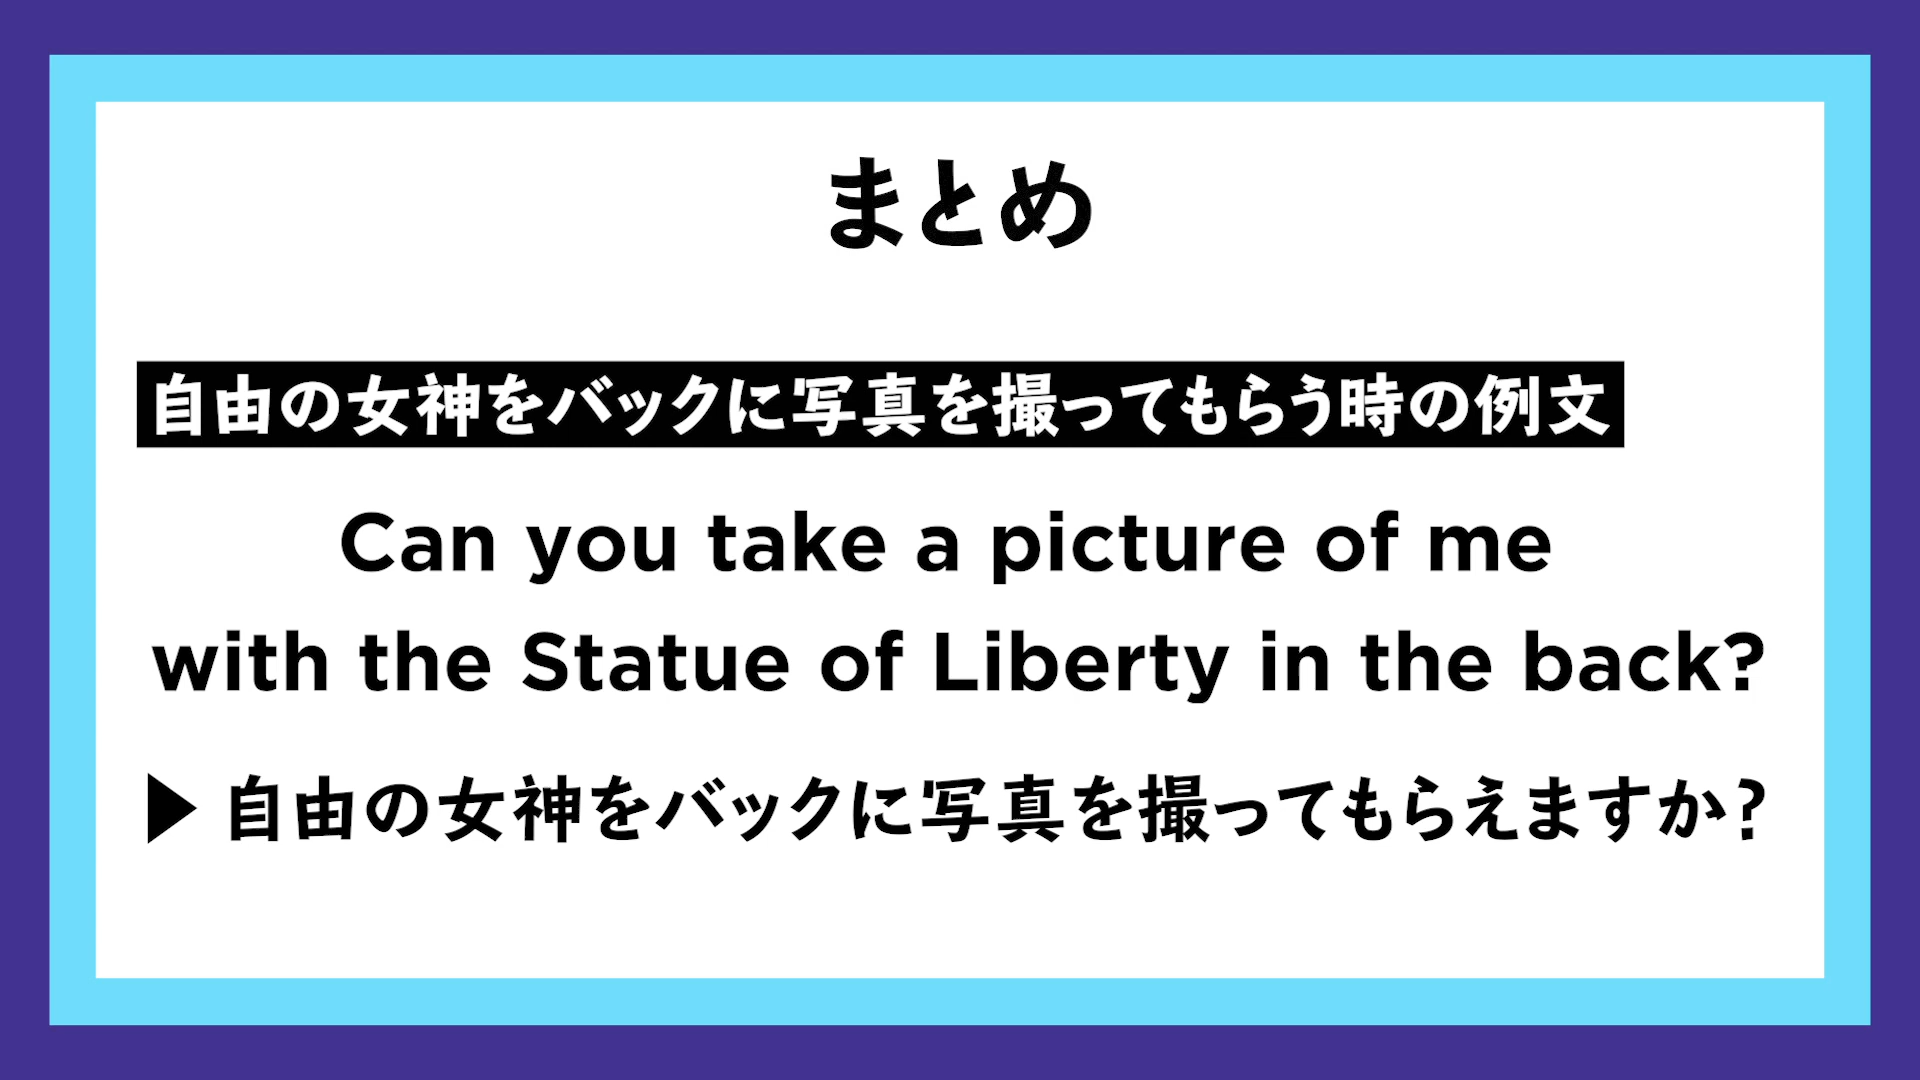 まとめ
自由の女神をバックに写真を撮ってもらう時の例文
Can you take a picture of me
with the Statue of Liberty in the back?
▶ 自由の女神をバックに写真を撮ってもらえますか?